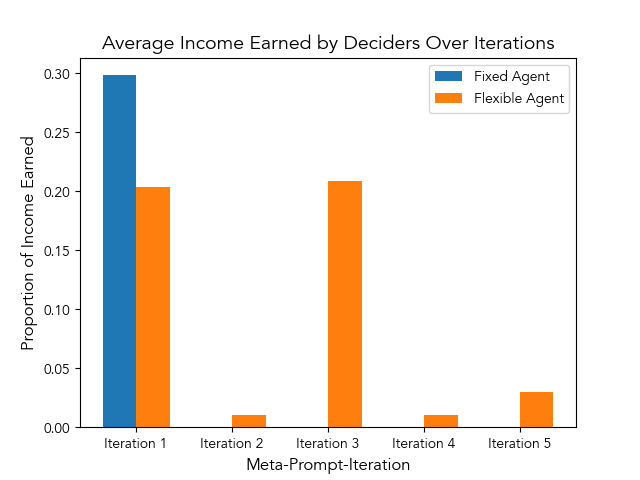 Average Income Earned by Deciders Over Iterations
Fixed Agent
Flexible Agent
Proportion of Income Earned
0.30
0.25
0.20
0.15
0.10
0.05
0.00
Iteration 1 Iteration 2 Iteration 3 Iteration 4 Iteration 5
Meta-Prompt-Iteration